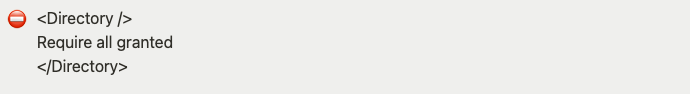 <Directory />
Require all granted
</Directory>